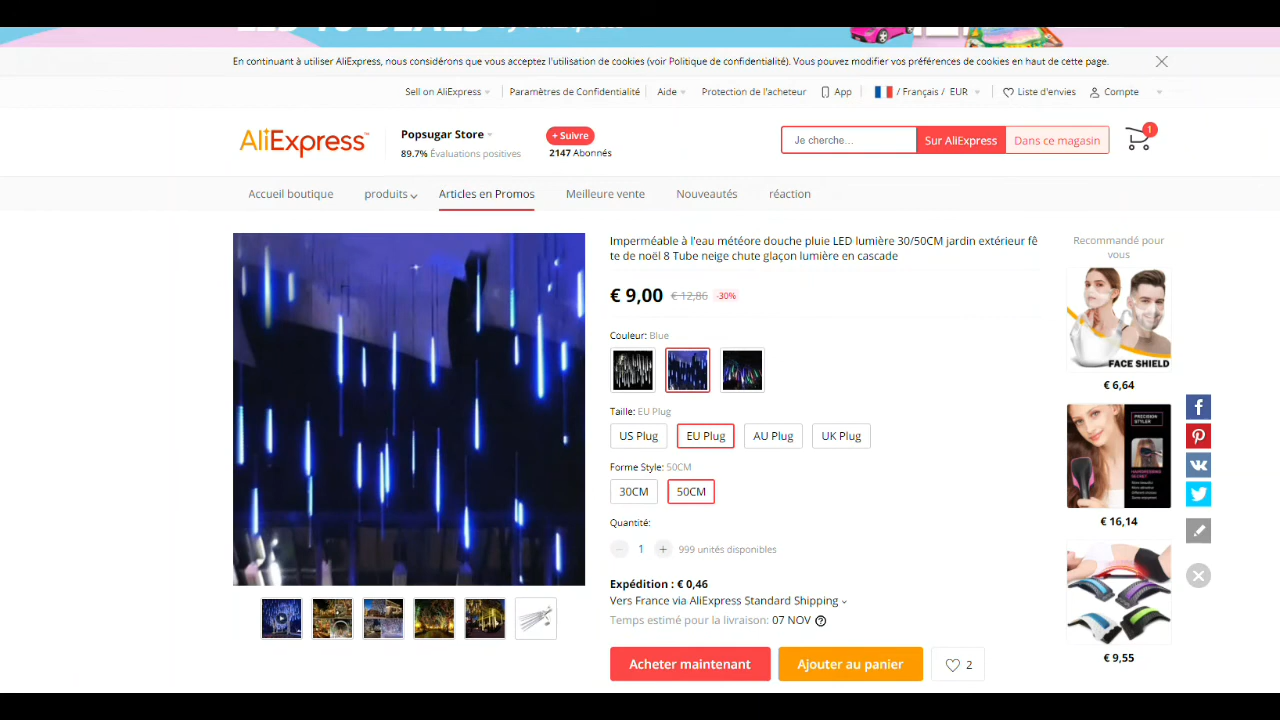 En continuant à utiliser AliExpress, nous considérons que vous acceptez l'utilisation de cookies (voir Politique de confidentialité). Vous pouvez modifier vos préférences de cookies en haut de cette page.
Sell on AliExpress
Paramètres de Confidentialité
Aide
Protection de l'acheteur
App
/ Français / EUR
Liste d'envies
Compte
AliExpress™
Popsugar Store
89.7% Évaluations positives
+ Suivre
2147 Abonnés
Je cherche...
Sur AliExpress
Dans ce magasin
1
Accueil boutique
produits
Articles en Promos
Meilleure vente
Nouveautés
réaction
Imperméable à l'eau météore douche pluie LED lumière 30/50CM jardin extérieur fê
te de noël 8 Tube neige chute glaçon lumière en cascade
€ 9,00 € 12,86 -30%
Couleur: Blue
Taille: EU Plug
US Plug
EU Plug
AU Plug
UK Plug
Forme Style: 50CM
30CM
50CM
Quantité:
1
999 unités disponibles
Expédition : € 0,46
Vers France via AliExpress Standard Shipping
Temps estimé pour la livraison: 07 NOV
Acheter maintenant
Ajouter au panier
2
Recommandé pour
vous
FACE SHIELD
€ 6,64
PRECISION
STYLER
€ 16,14
€ 9,55